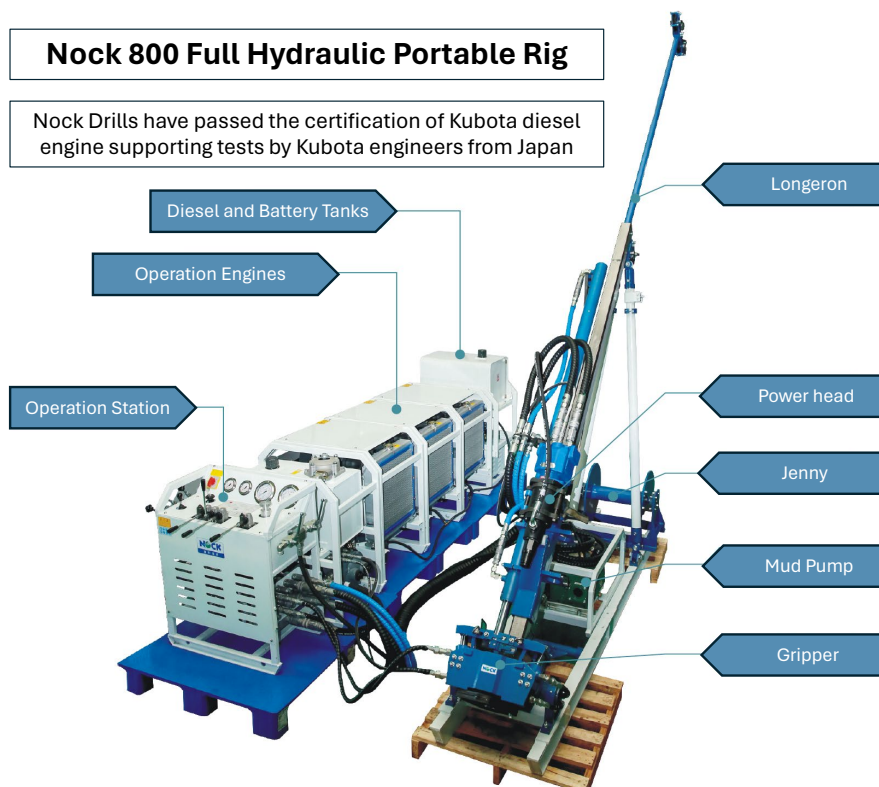 Nock 800 Full Hydraulic Portable Rig
Nock Drills have passed the certification of Kubota diesel
engine supporting tests by Kubota engineers from Japan
Diesel and Battery Tanks
Operation Engines
Operation Station
Longeron
Power head
Jenny
Mud Pump
Gripper
NOCK
NOCK